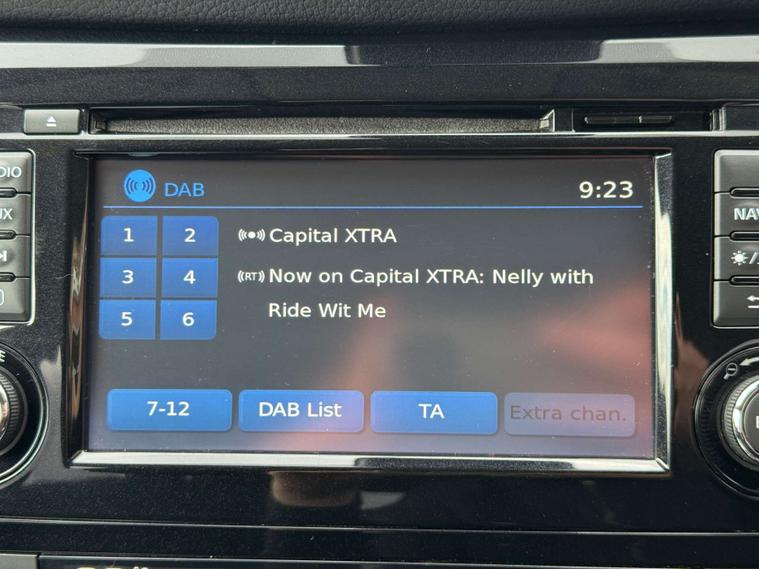 DAB
9:23
1 2
Capital XTRA
3 4
(RT) Now on Capital XTRA: Nelly with
Ride Wit Me
5 6
7-12 DAB List TA Extra chan.